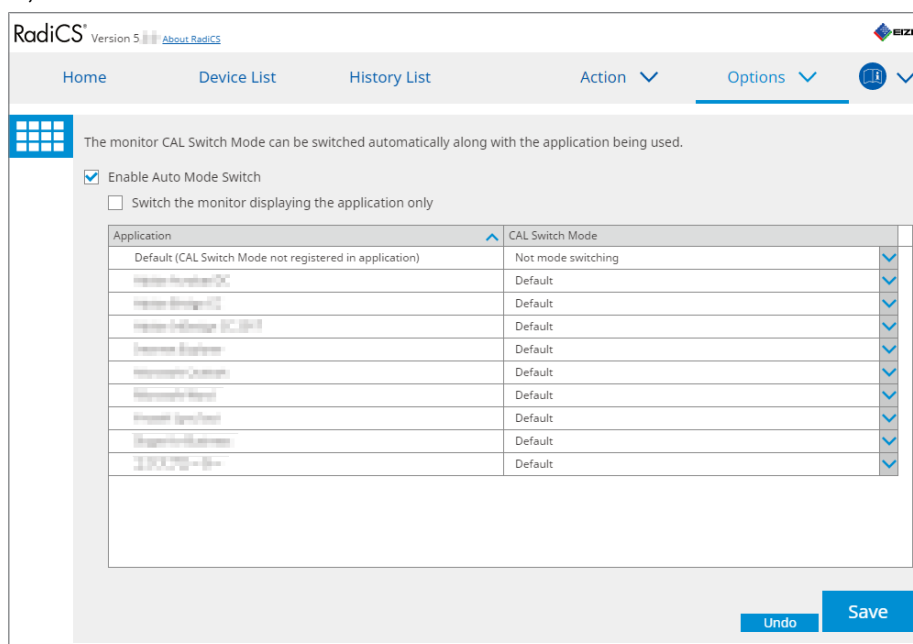 RadiCS® Version 5. About RadiCS
Home Device List History List Action Options
The monitor CAL Switch Mode can be switched automatically along with the application being used.
Enable Auto Mode Switch
Switch the monitor displaying the application only
Application CAL Switch Mode
Default (CAL Switch Mode not registered in application) Not mode switching
Default
Default
Default
Default
Default
Default
Default
Default
Default
Undo Save